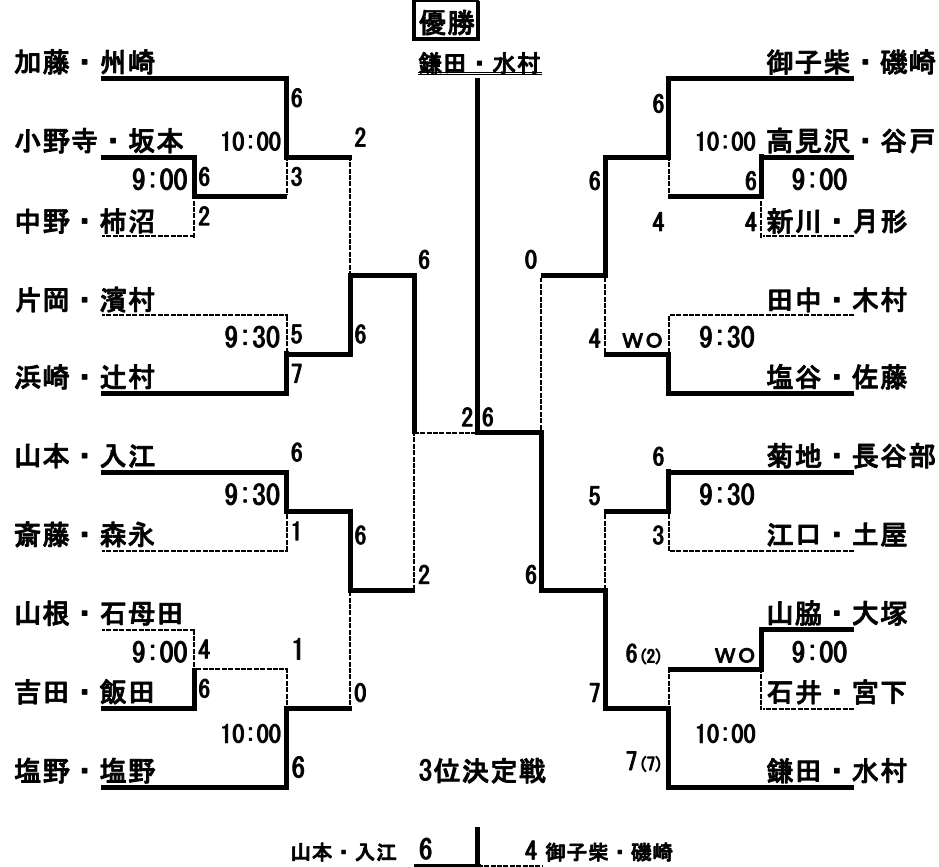 優勝
鎌田・水村
加藤・州崎
6
小野寺・坂本
10:00
2
9:00
6
3
中野・柿沼
2
6
片岡・濱村
9:30
5
6
浜崎・辻村
7
2
6
山本・入江
6
9:30
斎藤・森永
1
6
2
山根・石母田
9:00
4
1
吉田・飯田
6
0
10:00
塩野・塩野
6
御子柴・磯崎
6
10:00
高見沢・谷戸
6
6
9:00
4
4
新川・月形
0
田中・木村
4
WO
9:30
塩谷・佐藤
6
菊地・長谷部
5
9:30
3
江口・土屋
6
山脇・大塚
6(2)
WO
9:00
7
石井・宮下
10:00
7(7)
鎌田・水村
3位決定戦
山本・入江 6 4 御子柴・磯崎